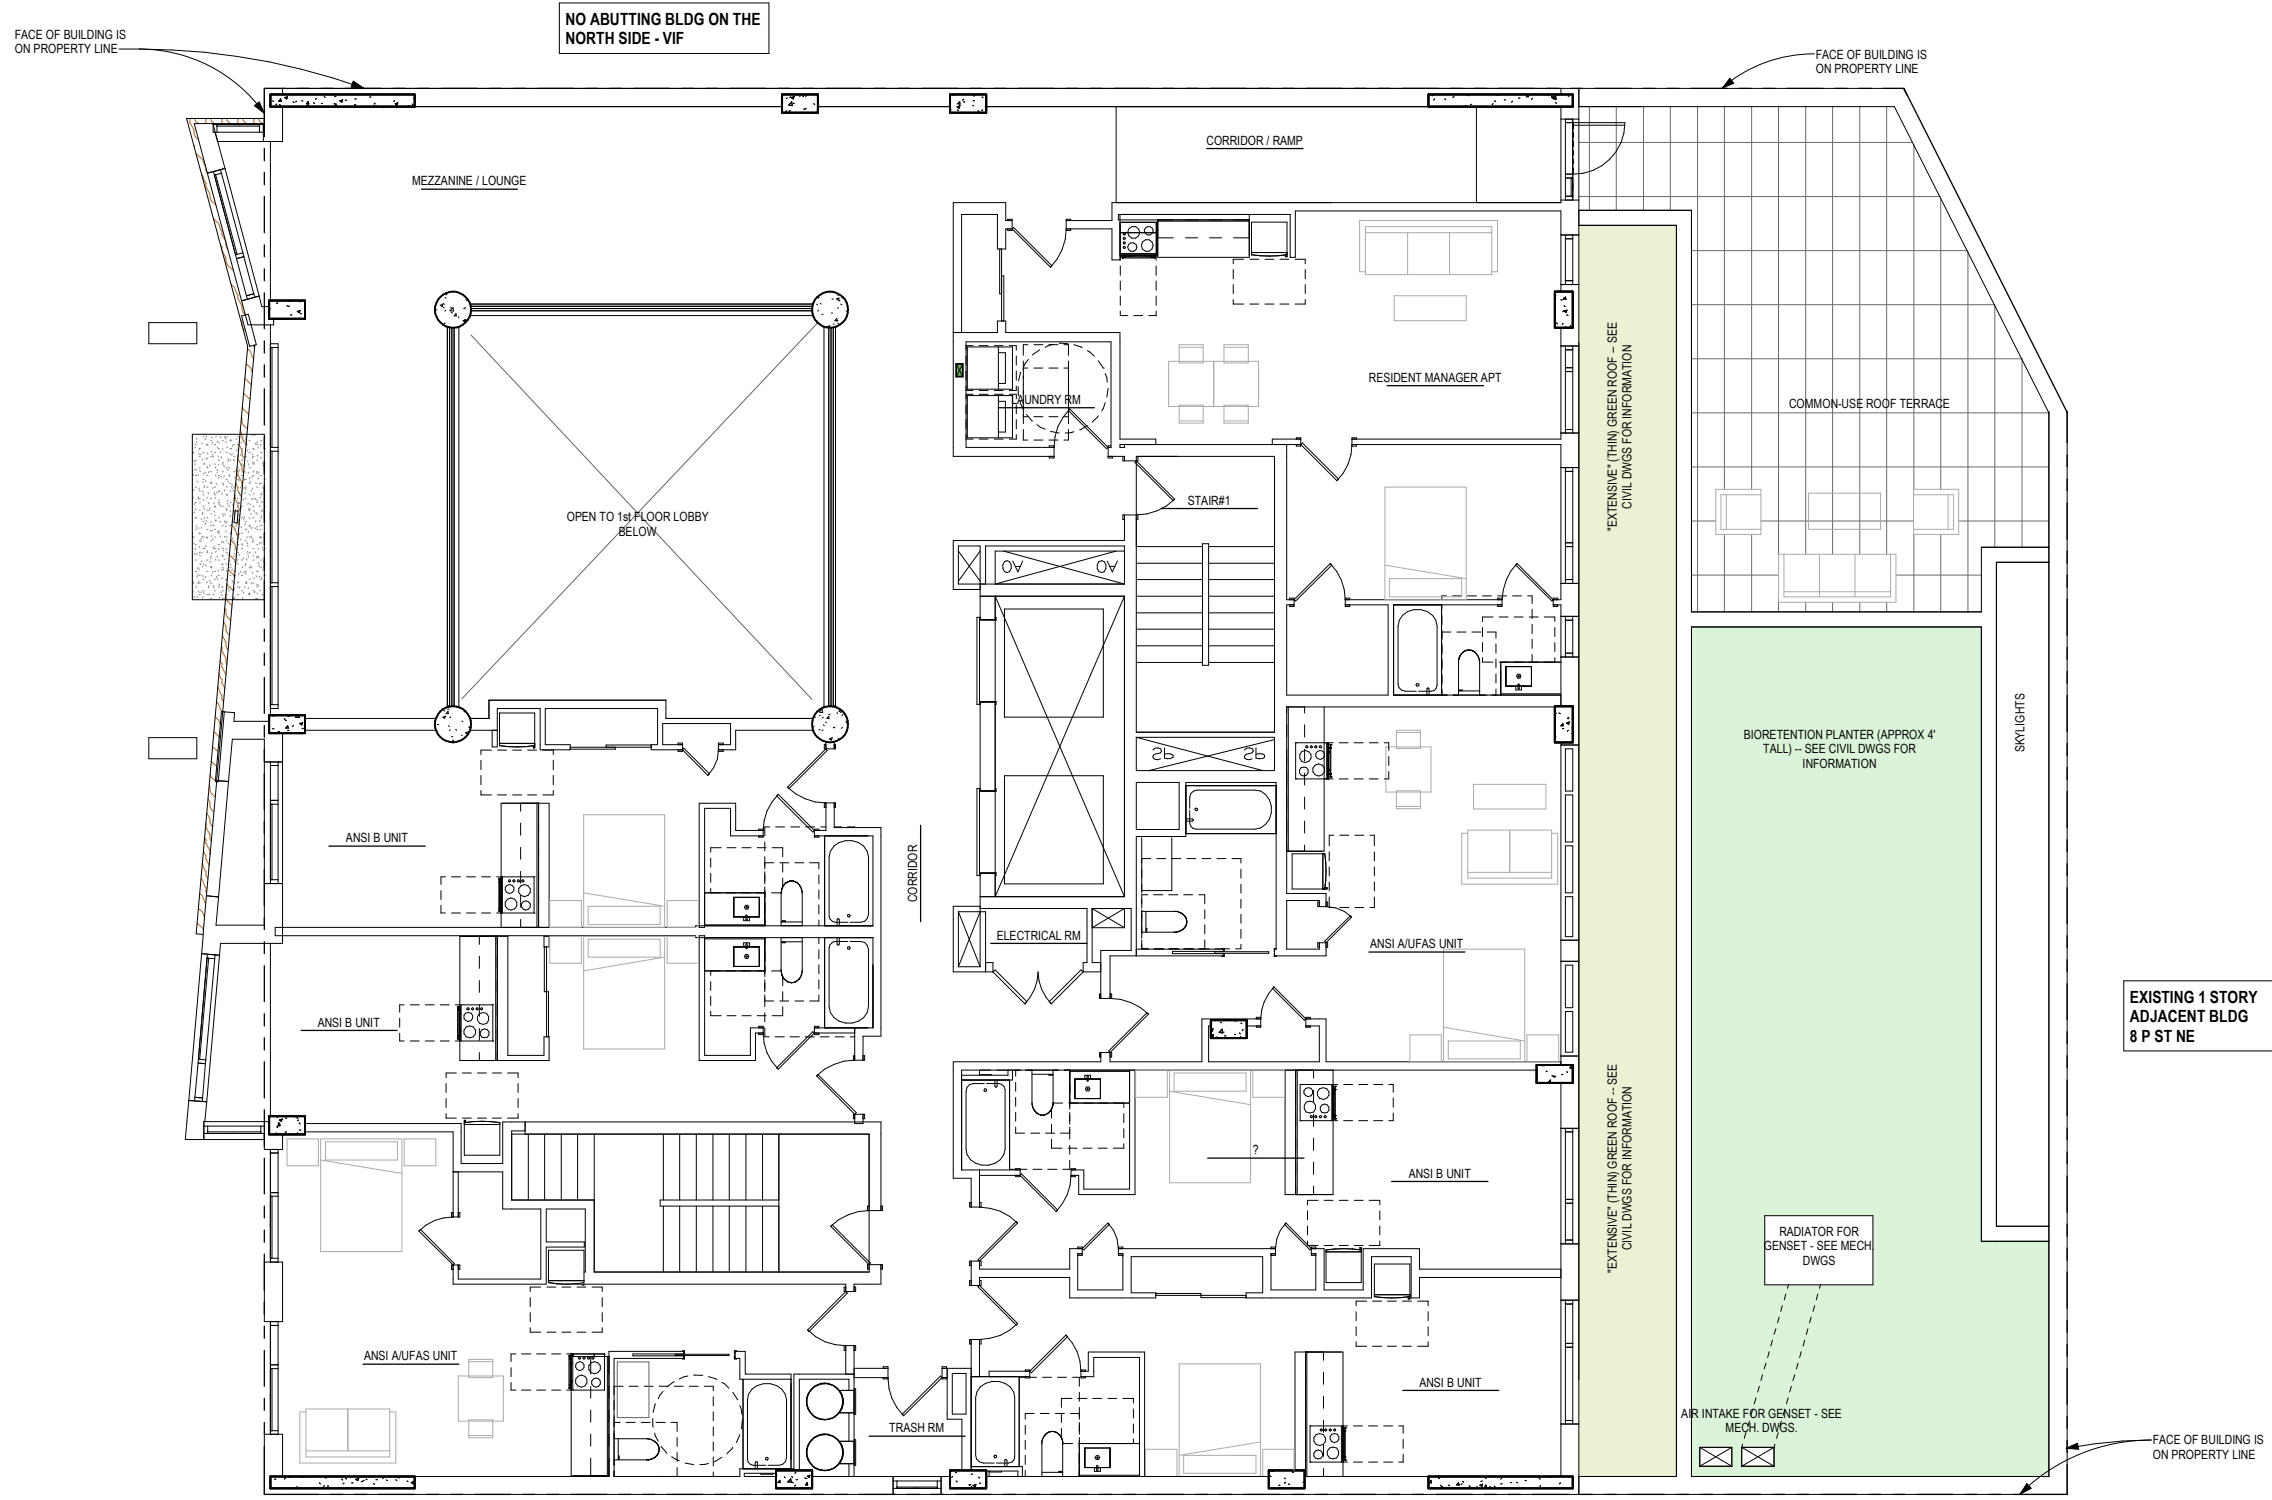 NO ABUTTING BLDG ON THE
NORTH SIDE - VIF
FACE OF BUILDING IS
ON PROPERTY LINE
FACE OF BUILDING IS
ON PROPERTY LINE
CORRIDOR / RAMP
MEZZANINE / LOUNGE
RESIDENT MANAGER APT
LAUNDRY RM
COMMON-USE ROOF TERRACE
"EXTENSIVE" (THIN) GREEN ROOF -- SEE
CIVIL DWGS FOR INFORMATION
STAIR#1
OPEN TO 1st FLOOR LOBBY
BELOW
AO
AO
SKYLIGHTS
BIORETENTION PLANTER (APPROX 4'
TALL) -- SEE CIVIL DWGS FOR
INFORMATION
SP
SP
ANSI B UNIT
CORRIDOR
ELECTRICAL RM
ANSI A/UFAS UNIT
ANSI B UNIT
EXISTING 1 STORY
ADJACENT BLDG
8 P ST NE
"EXTENSIVE" (THIN) GREEN ROOF -- SEE
CIVIL DWGS FOR INFORMATION
?
ANSI B UNIT
RADIATOR FOR
GENSET - SEE MECH.
DWGS
ANSI A/UFAS UNIT
ANSI B UNIT
TRASH RM
AIR INTAKE FOR GENSET - SEE
MECH. DWGS.
FACE OF BUILDING IS
ON PROPERTY LINE